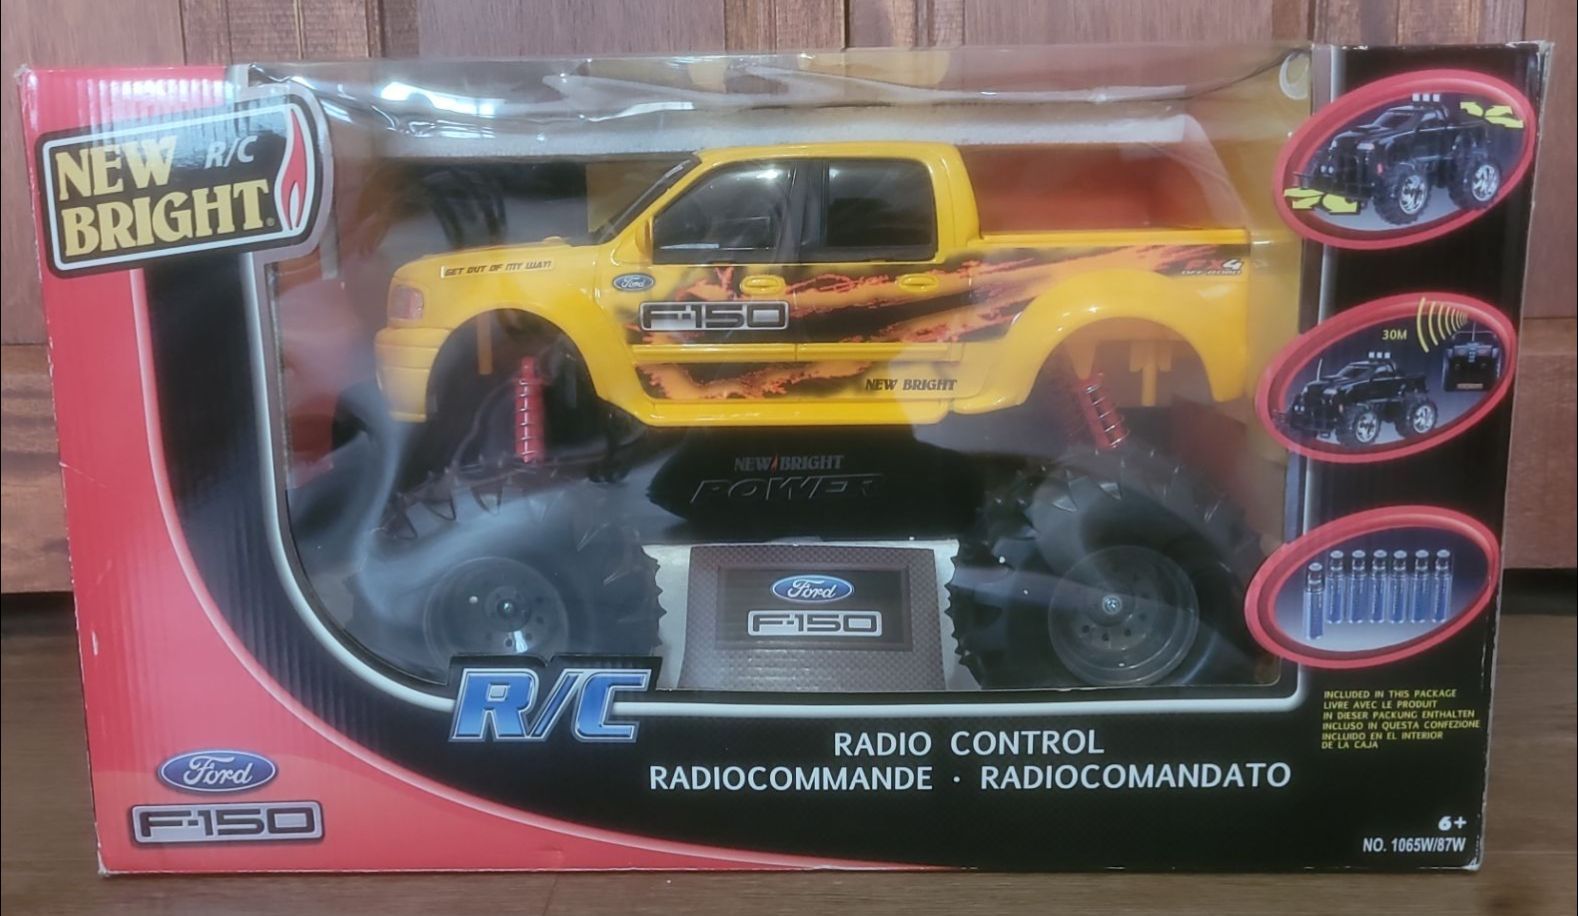 NEW R/C
BRIGHT®
GET OUT OF MY WAY!
Ford
F-150
FX4
OFF-ROAD
NEW BRIGHT
NEW BRIGHT
POWER
Ford
F-150
R/C
RADIO CONTROL
RADIOCOMMANDE · RADIOCOMANDATO
Ford
F-150
30M
INCLUDED IN THIS PACKAGE
LIVRE AVEC LE PRODUIT
IN DIESER PACKUNG ENTHALTEN
INCLUSO IN QUESTA CONFEZIONE
INCLUIDO EN EL INTERIOR
DE LA CAJA
6+
NO. 1065W/87W